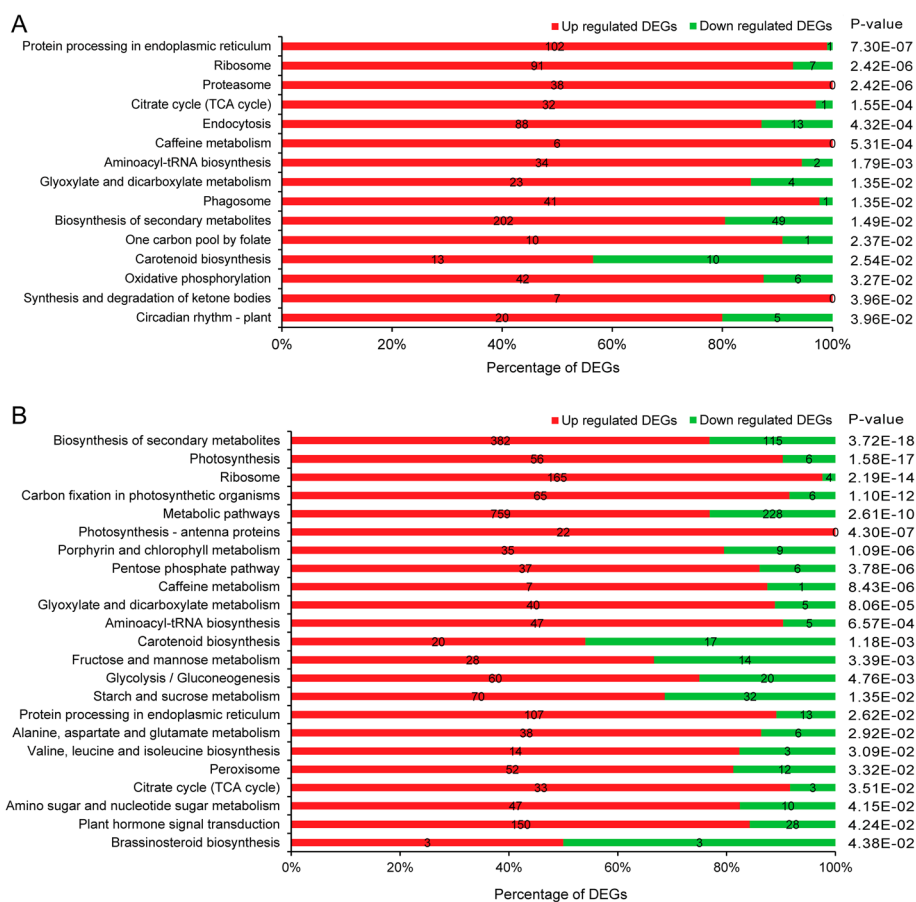 A
Up regulated DEGs Down regulated DEGs P-value
Protein processing in endoplasmic reticulum 102 1 7.30E-07
Ribosome 91 7 2.42E-06
Proteasome 38 0 2.42E-06
Citrate cycle (TCA cycle) 32 1 1.55E-04
Endocytosis 88 13 4.32E-04
Caffeine metabolism 6 0 5.31E-04
Aminoacyl-tRNA biosynthesis 34 2 1.79E-03
Glyoxylate and dicarboxylate metabolism 23 4 1.35E-02
Phagosome 41 1 1.35E-02
Biosynthesis of secondary metabolites 202 49 1.49E-02
One carbon pool by folate 10 1 2.37E-02
Carotenoid biosynthesis 13 10 2.54E-02
Oxidative phosphorylation 42 6 3.27E-02
Synthesis and degradation of ketone bodies 7 0 3.96E-02
Circadian rhythm - plant 20 5 3.96E-02
0% 20% 40% 60% 80% 100%
Percentage of DEGs
B
Up regulated DEGs Down regulated DEGs P-value
Biosynthesis of secondary metabolites 382 115 3.72E-18
Photosynthesis 56 6 1.58E-17
Ribosome 165 4 2.19E-14
Carbon fixation in photosynthetic organisms 65 6 1.10E-12
Metabolic pathways 759 228 2.61E-10
Photosynthesis - antenna proteins 22 0 4.30E-07
Porphyrin and chlorophyll metabolism 35 9 1.09E-06
Pentose phosphate pathway 37 6 3.78E-06
Caffeine metabolism 7 1 8.43E-06
Glyoxylate and dicarboxylate metabolism 40 5 8.06E-05
Aminoacyl-tRNA biosynthesis 47 5 6.57E-04
Carotenoid biosynthesis 20 17 1.18E-03
Fructose and mannose metabolism 28 14 3.39E-03
Glycolysis / Gluconeogenesis 60 20 4.76E-03
Starch and sucrose metabolism 70 32 1.35E-02
Protein processing in endoplasmic reticulum 107 13 2.62E-02
Alanine, aspartate and glutamate metabolism 38 6 2.92E-02
Valine, leucine and isoleucine biosynthesis 14 3 3.09E-02
Peroxisome 52 12 3.32E-02
Citrate cycle (TCA cycle) 33 3 3.51E-02
Amino sugar and nucleotide sugar metabolism 47 10 4.15E-02
Plant hormone signal transduction 150 28 4.24E-02
Brassinosteroid biosynthesis 3 3 4.38E-02
0% 20% 40% 60% 80% 100%
Percentage of DEGs